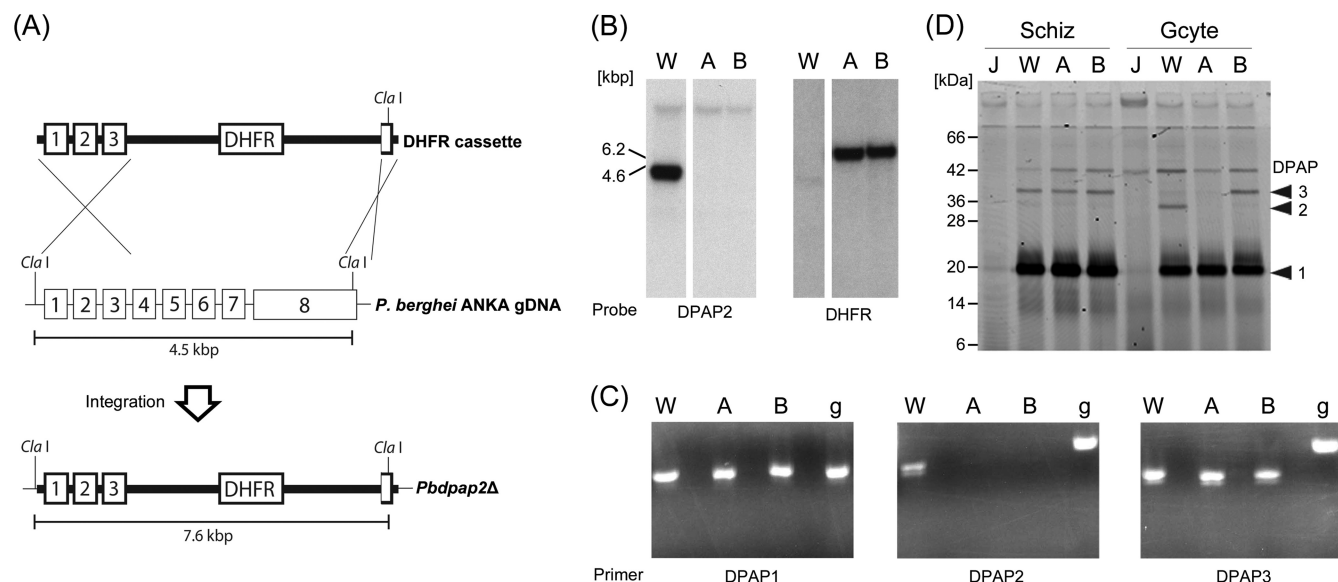 (A)
Cla I
1 2 3 DHFR DHFR cassette
Cla I Cla I
1 2 3 4 5 6 7 8 P. berghei ANKA gDNA
4.5 kbp
Integration
Cla I Cla I
1 2 3 DHFR Pbdpap2Δ
7.6 kbp
(B)
W A B W A B
[kbp]
6.2
4.6
Probe DPAP2 DHFR
(D)
Schiz Gcyte
J W A B J W A B
[kDa]
66
42 DPAP
36 3
28 2
20 1
14
6
(C)
W A B g W A B g W A B g
Primer DPAP1 DPAP2 DPAP3